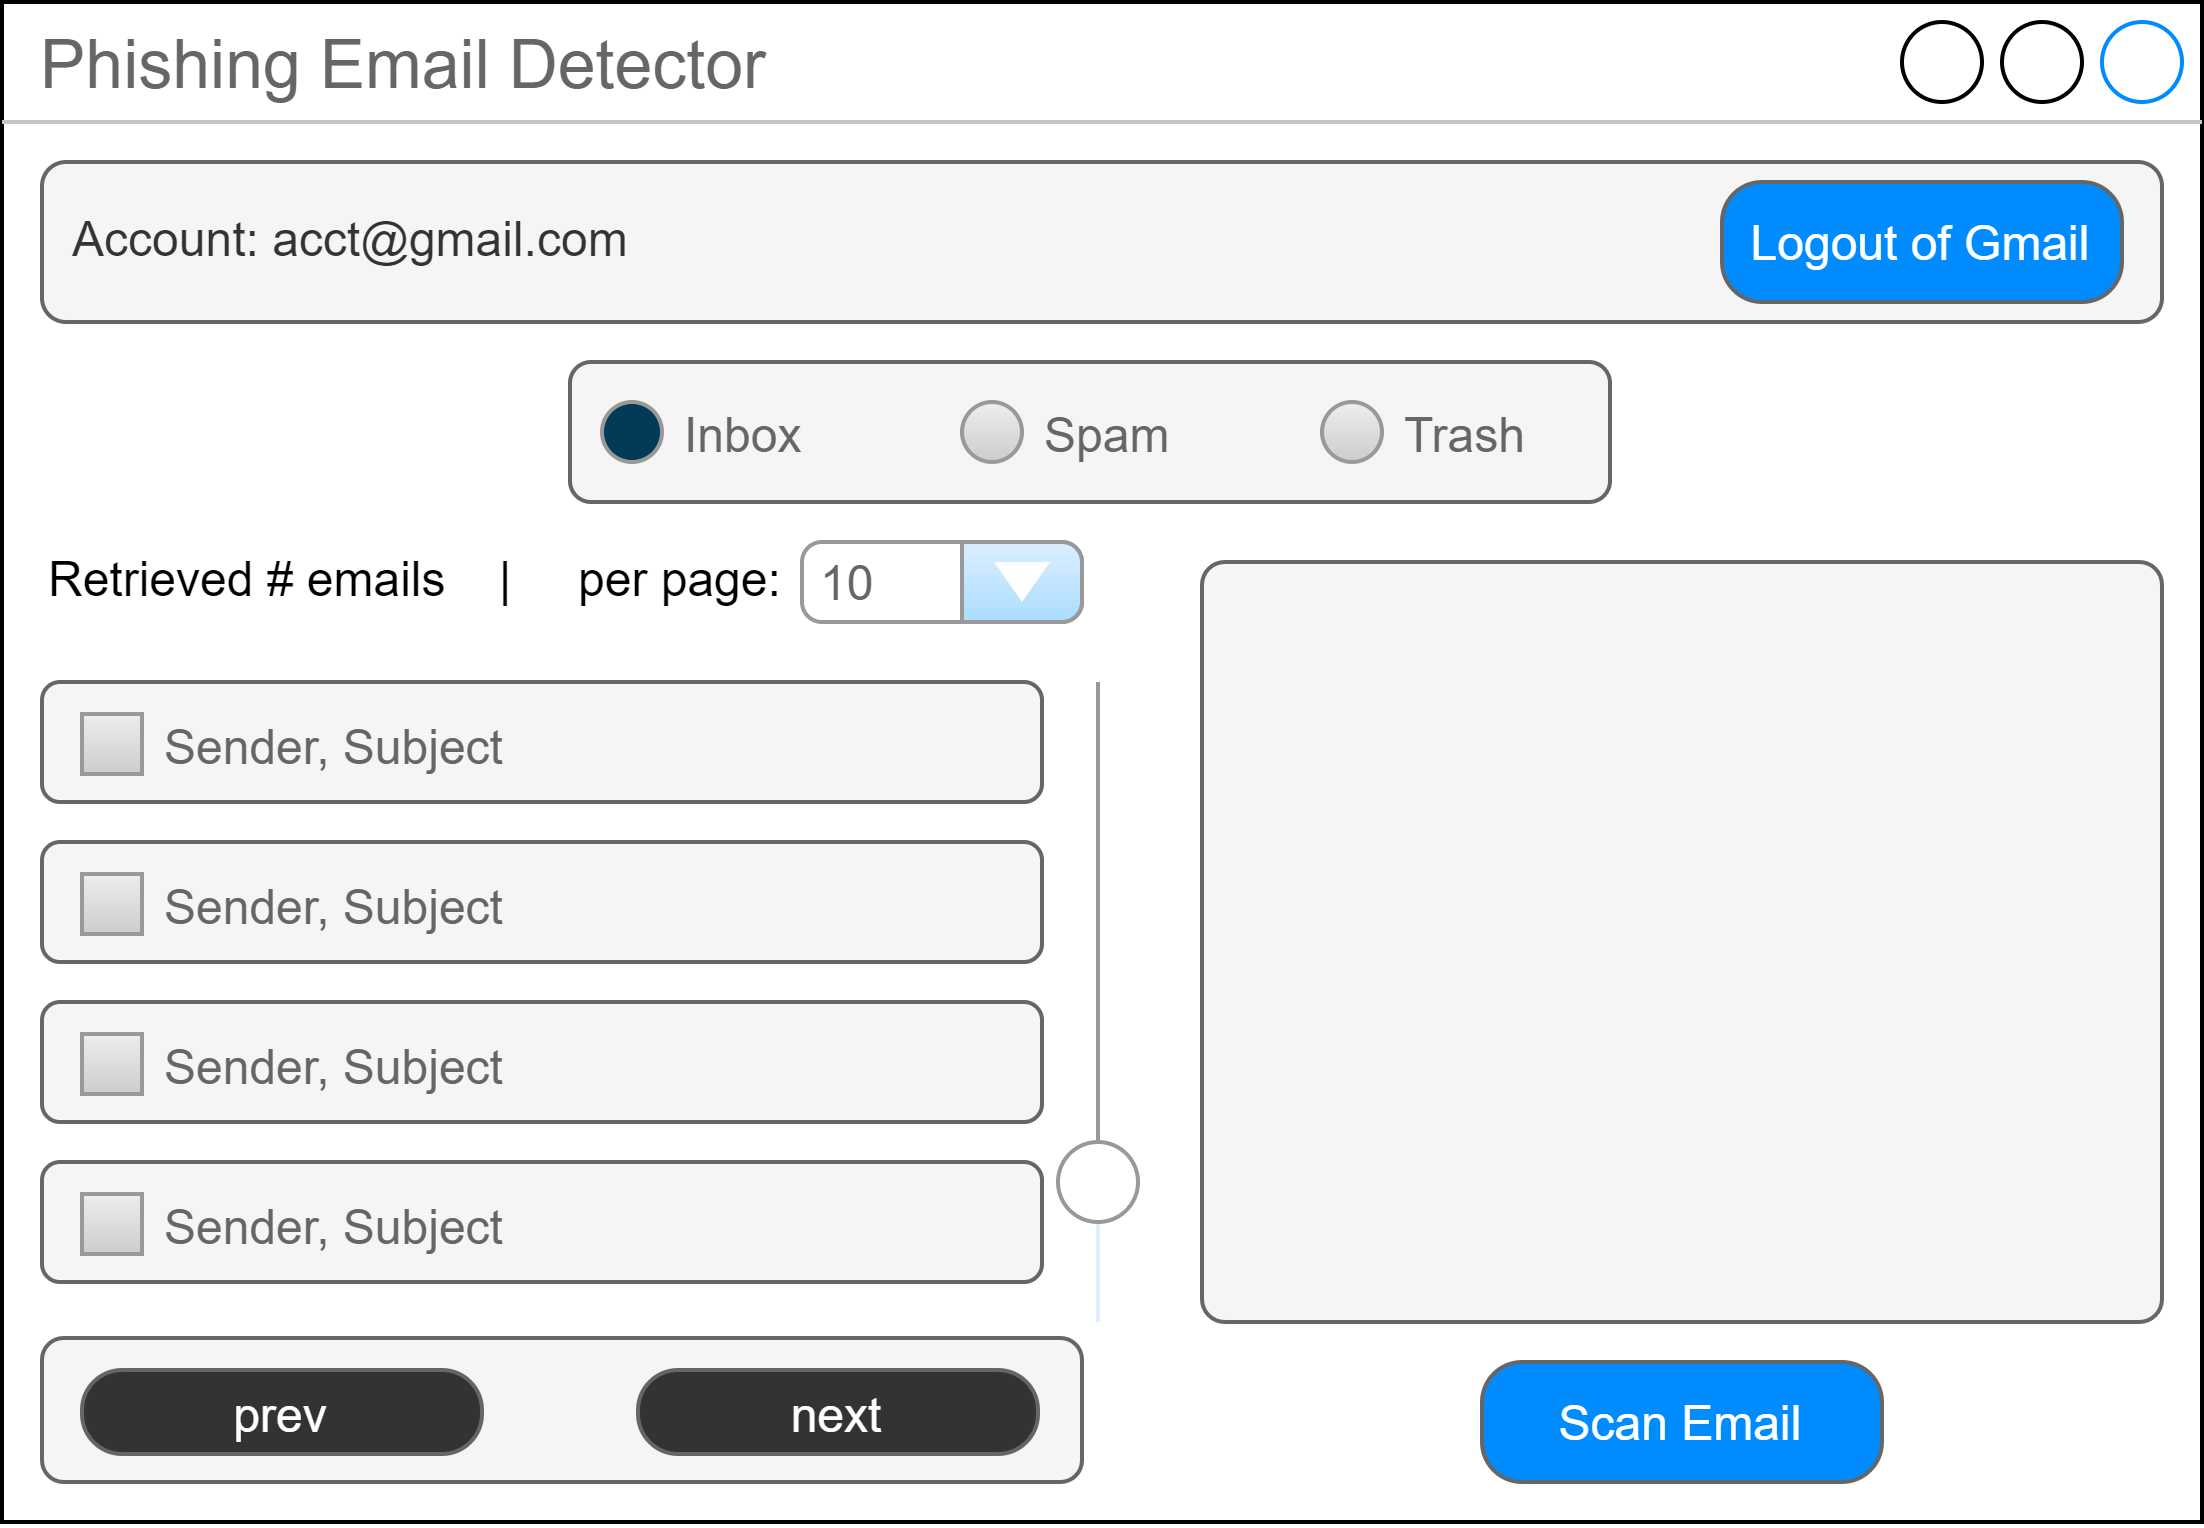 Phishing Email Detector
Account: acct@gmail.com
Logout of Gmail
Inbox
Spam
Trash
Retrieved # emails | per page: 10
Sender, Subject
Sender, Subject
Sender, Subject
Sender, Subject
prev
next
Scan Email